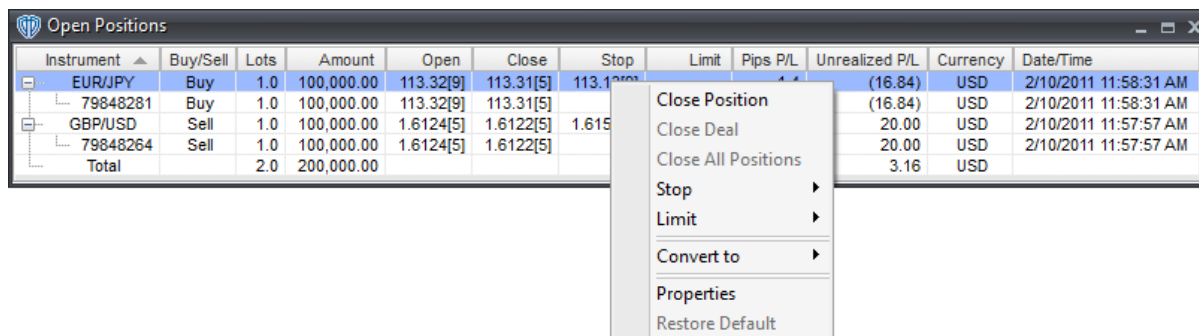 Open Positions
Instrument Buy/Sell Lots Amount Open Close Stop Limit Pips P/L Unrealized P/L Currency Date/Time
EUR/JPY Buy 1.0 100,000.00 113.32[9] 113.31[5] (16.84) USD 2/10/2011 11:58:31 AM
79848281 Buy 1.0 100,000.00 113.32[9] 113.31[5] (16.84) USD 2/10/2011 11:58:31 AM
GBP/USD Sell 1.0 100,000.00 1.6124[5] 1.6122[5] 1.615 20.00 USD 2/10/2011 11:57:57 AM
79848264 Sell 1.0 100,000.00 1.6124[5] 1.6122[5] 20.00 USD 2/10/2011 11:57:57 AM
Total 2.0 200,000.00 3.16 USD
Close Position
Close Deal
Close All Positions
Stop
Limit
Convert to
Properties
Restore Default